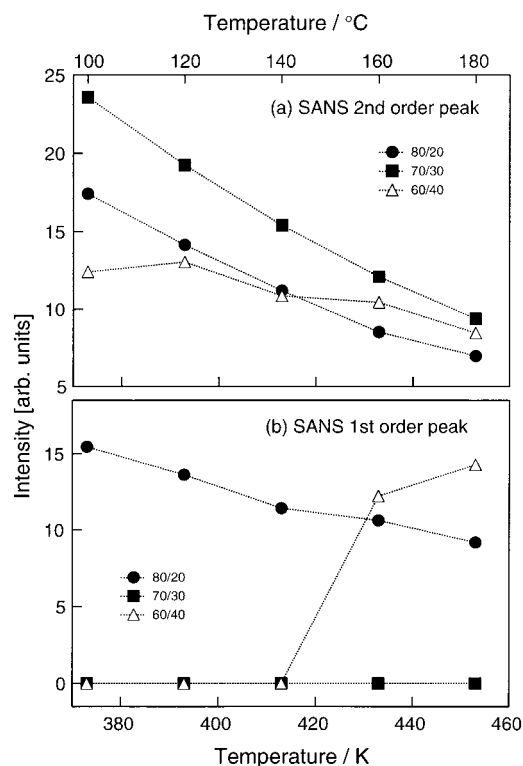 Temperature / °C
100 120 140 160 180
25
20
15
10
5
(a) SANS 2nd order peak
80/20
70/30
60/40
Intensity [arb. units]
(b) SANS 1st order peak
15
10
5
0
80/20
70/30
60/40
380 400 420 440 460
Temperature / K